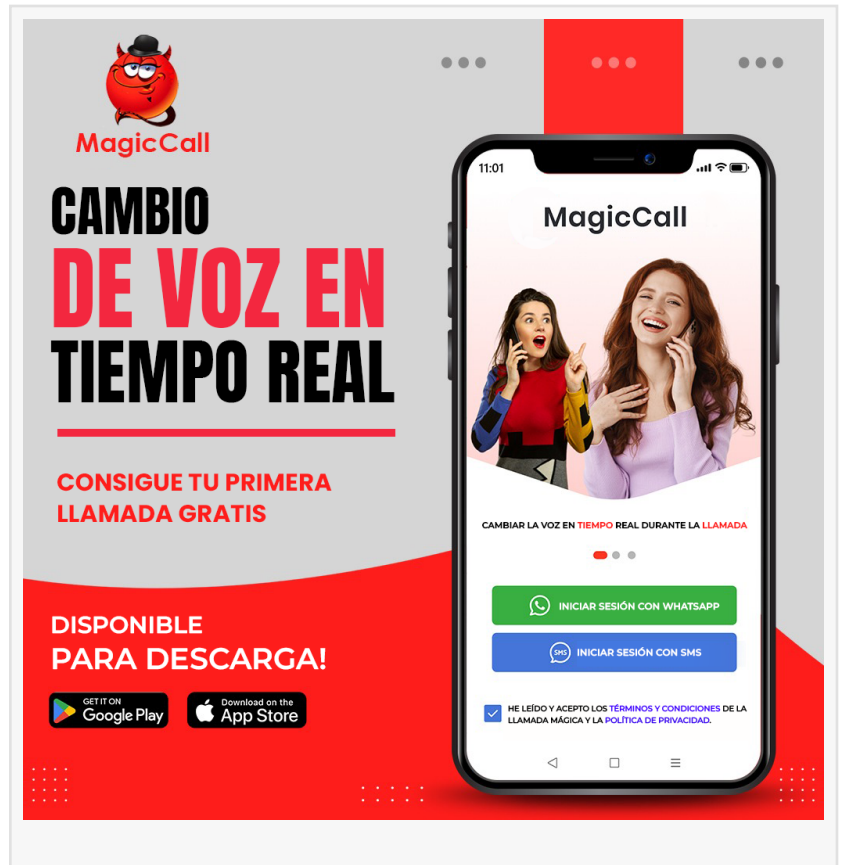 MagicCall
CAMBIO
DE VOZ EN
TIEMPO REAL
CONSIGUE TU PRIMERA
LLAMADA GRATIS
DISPONIBLE
PARA DESCARGA!
GET IT ON
Google Play
Download on the
App Store
11:01
MagicCall
CAMBIAR LA VOZ EN TIEMPO REAL DURANTE LA LLAMADA
INICIAR SESIÓN CON WHATSAPP
SMS
INICIAR SESIÓN CON SMS
HE LEÍDO Y ACEPTO LOS TÉRMINOS Y CONDICIONES DE LA
LLAMADA MÁGICA Y LA POLÍTICA DE PRIVACIDAD.